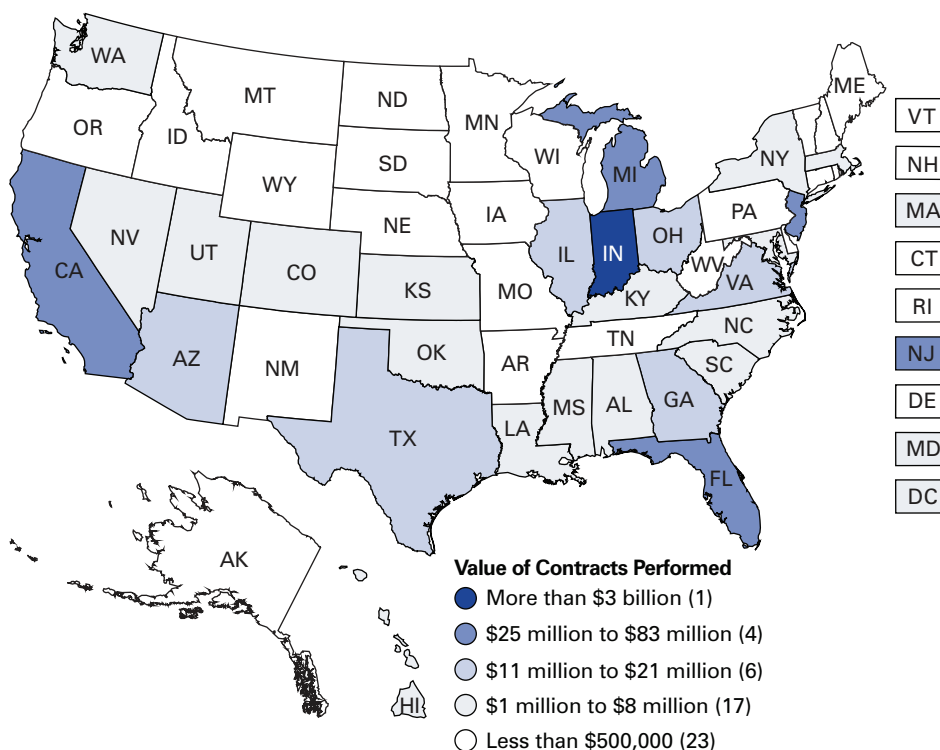 WA
MT
ND
MN
ME
OR
ID
SD
WI
MI
NY
VT
WY
NH
IA
PA
MA
NE
NV
UT
IL
IN
OH
CT
CA
CO
WV
VA
KS
MO
KY
RI
NC
AZ
OK
TN
NJ
NM
AR
SC
DE
MS
AL
GA
TX
LA
MD
FL
DC
AK
HI
Value of Contracts Performed
More than $3 billion (1)
$25 million to $83 million (4)
$11 million to $21 million (6)
$1 million to $8 million (17)
Less than $500,000 (23)